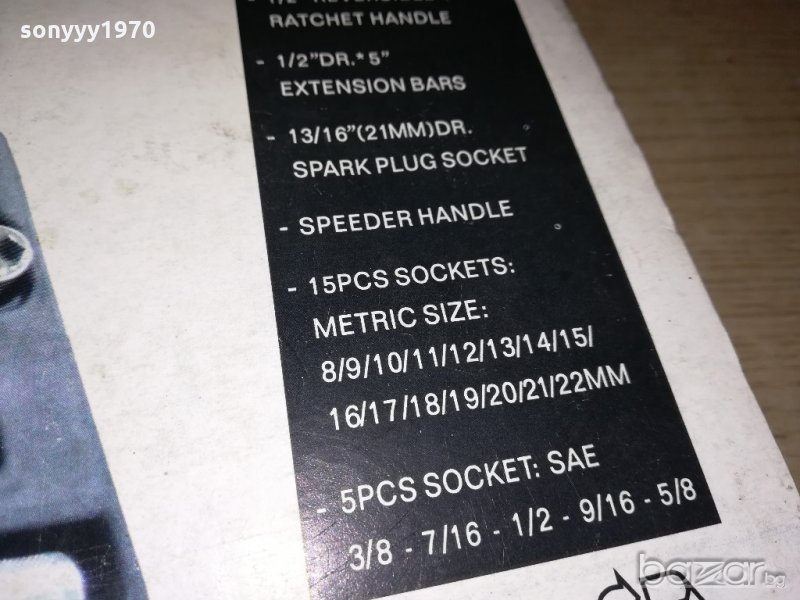 sonyyy1970
RATCHET HANDLE
- 1/2"DR.*5"
EXTENSION BARS
- 13/16"(21MM)DR.
SPARK PLUG SOCKET
- SPEEDER HANDLE
- 15PCS SOCKETS:
METRIC SIZE:
8/9/10/11/12/13/14/15/
16/17/18/19/20/21/22MM
- 5PCS SOCKET: SAE
3/8 - 7/16 - 1/2 - 9/16 - 5/8
bazar.bg